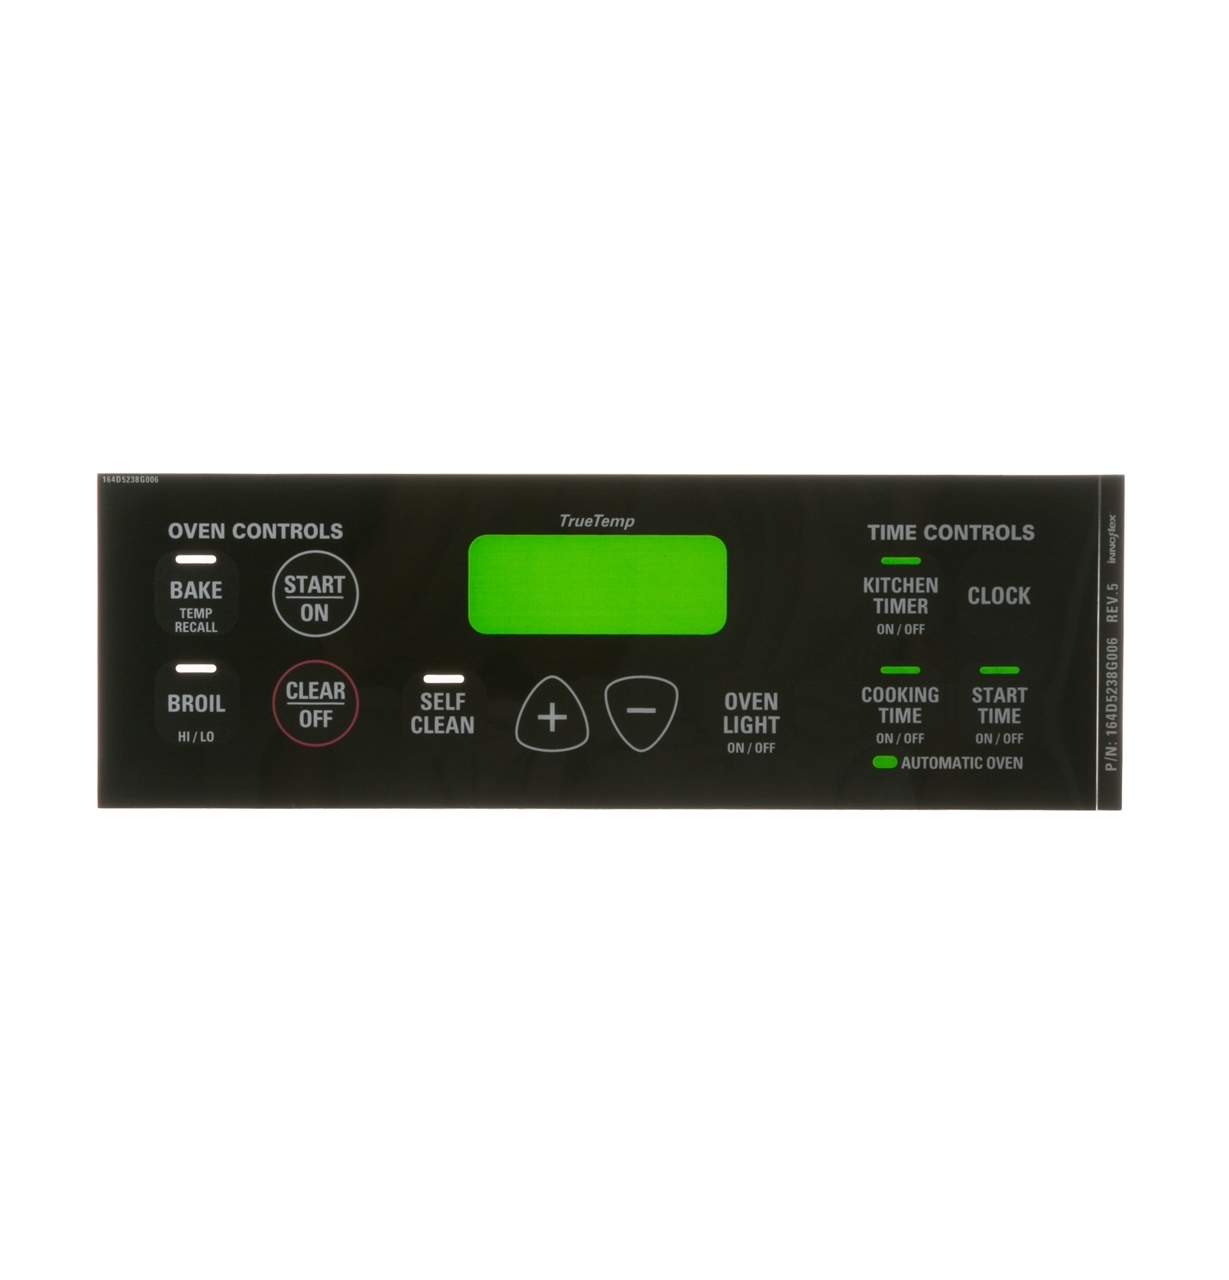 164D5238G006
OVEN CONTROLS
BAKE
TEMP
RECALL
START
ON
BROIL
HI / LO
CLEAR
OFF
SELF
CLEAN
TrueTemp
+
−
OVEN
LIGHT
ON / OFF
TIME CONTROLS
KITCHEN
TIMER
ON / OFF
CLOCK
COOKING
TIME
ON / OFF
START
TIME
ON / OFF
AUTOMATIC OVEN
P/N: 164D5238G006 REV.5 innoflex